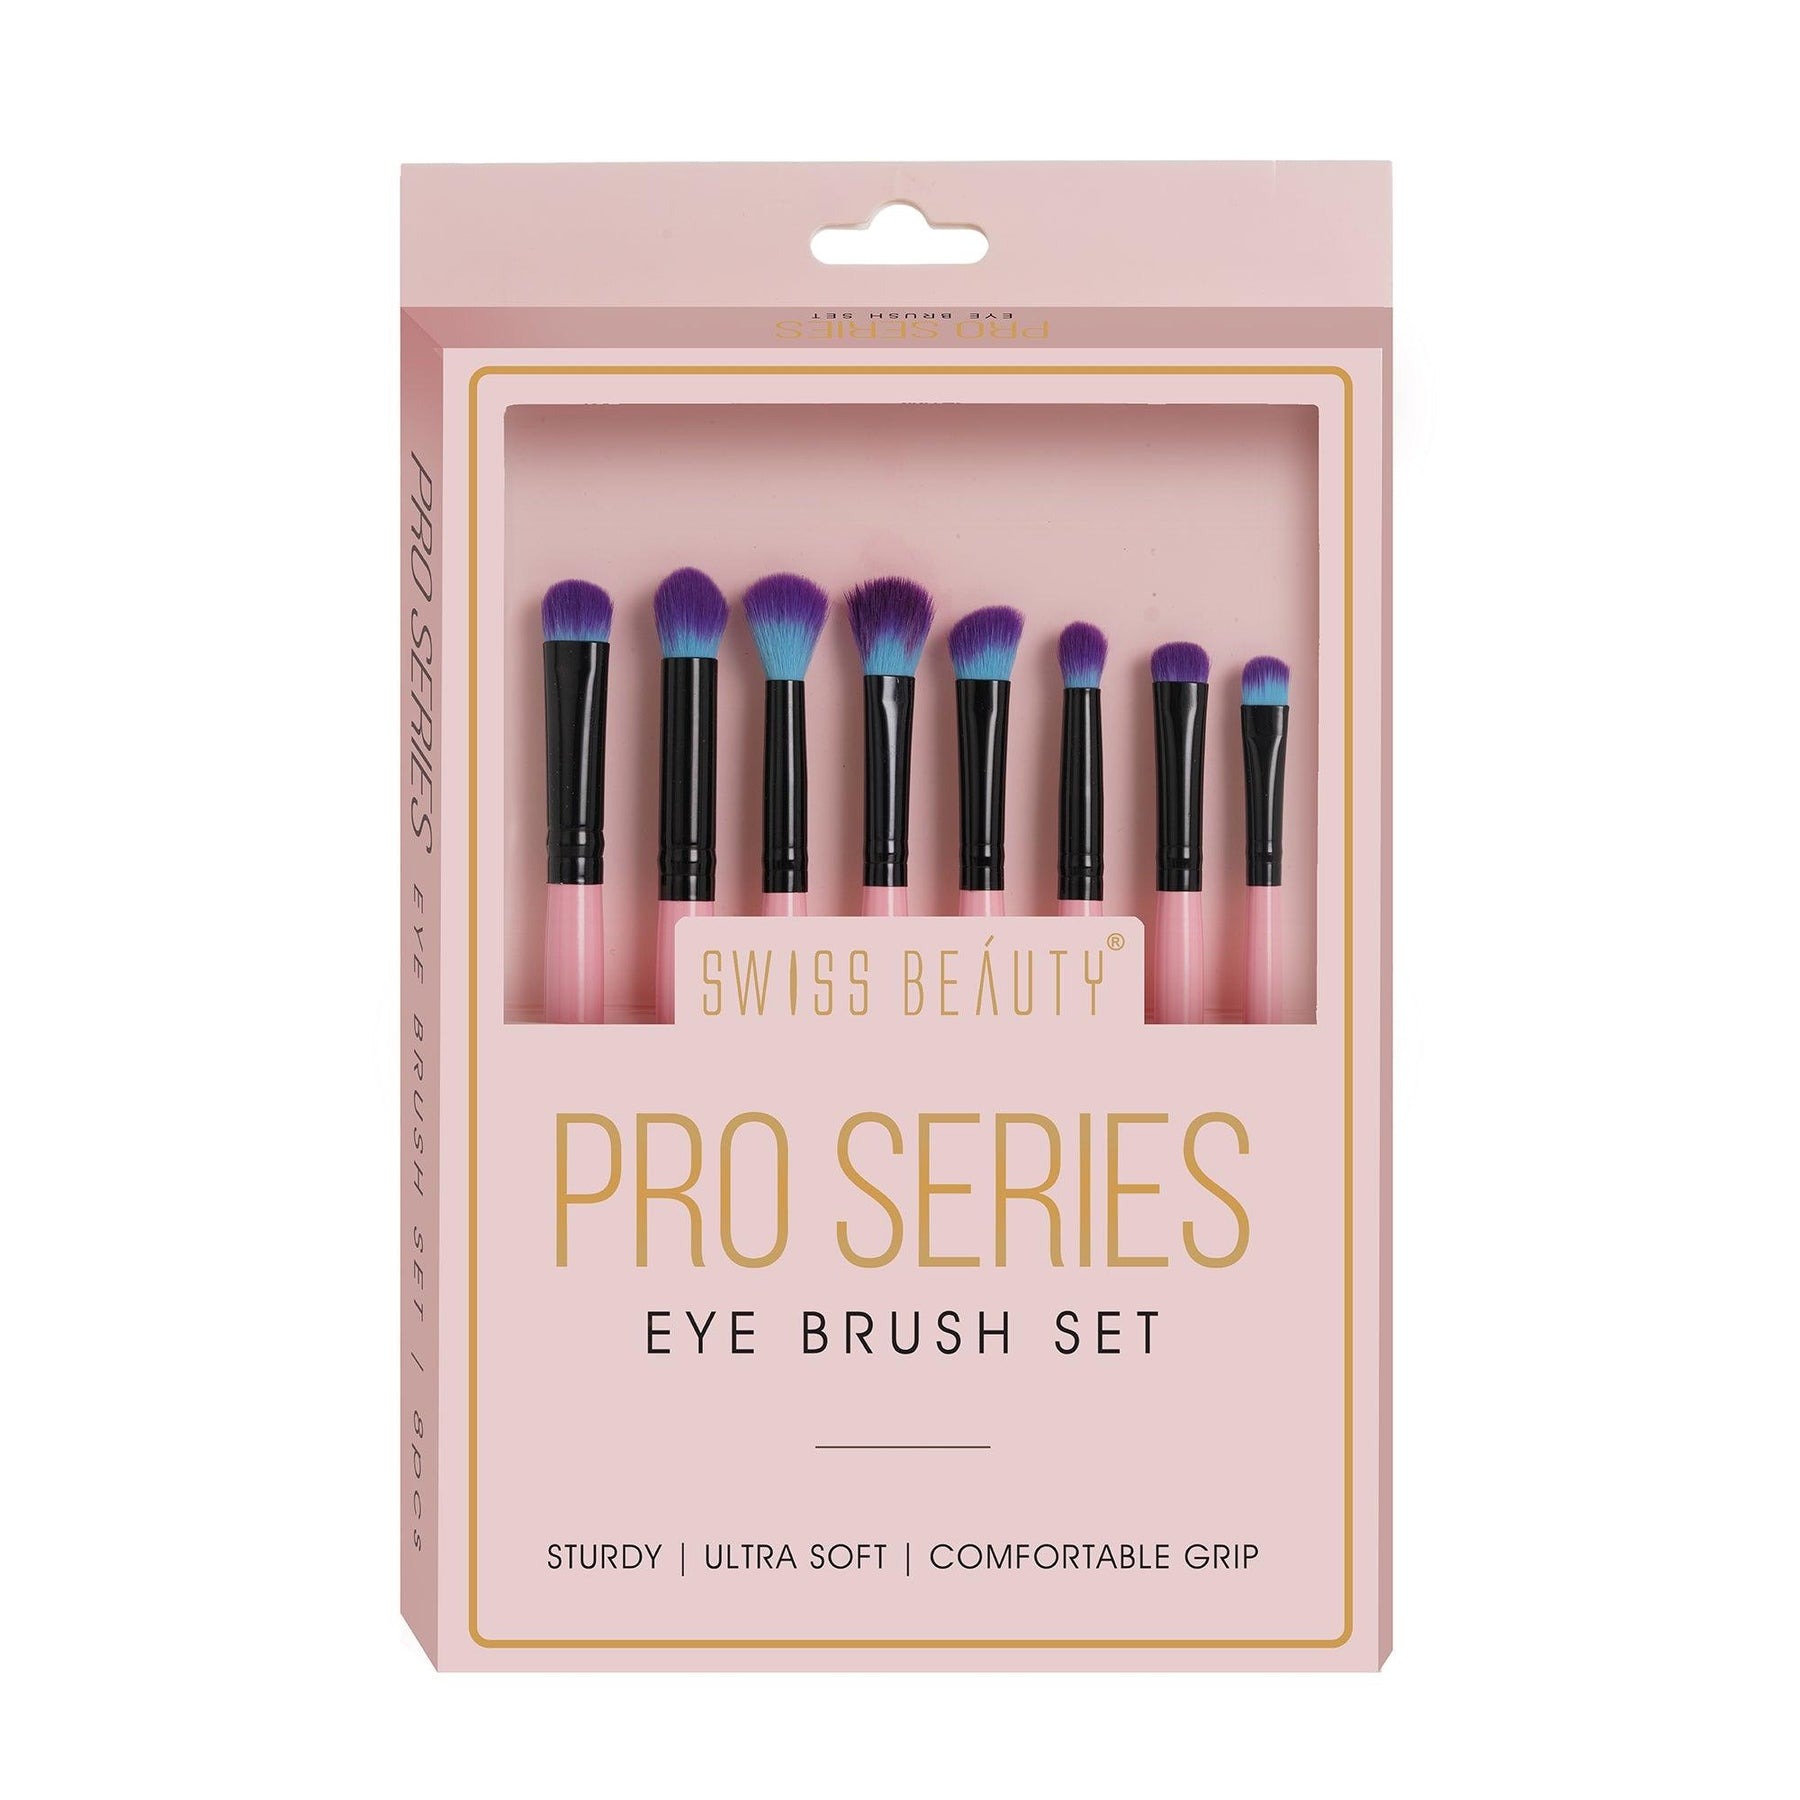 PRO SERIES
EYE BRUSH SET
PRO SERIES EYE BRUSH SET / 8pcs
SWISS BEÁUTY®
PRO SERIES
EYE BRUSH SET
STURDY | ULTRA SOFT | COMFORTABLE GRIP